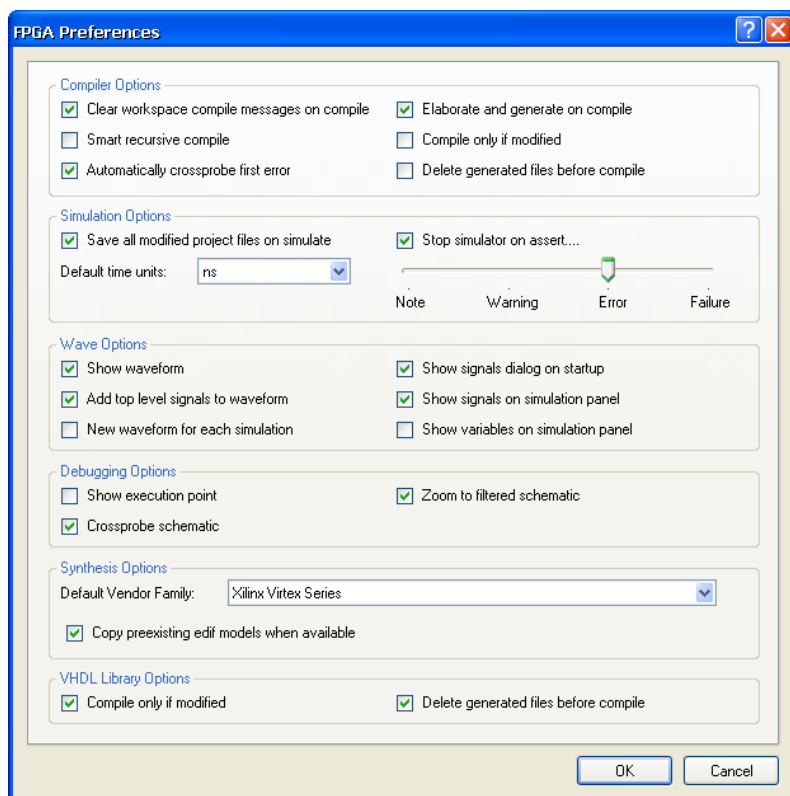 FPGA Preferences
Compiler Options
Clear workspace compile messages on compile
Elaborate and generate on compile
Smart recursive compile
Compile only if modified
Automatically crossprobe first error
Delete generated files before compile
Simulation Options
Save all modified project files on simulate
Stop simulator on assert....
Default time units:
ns
Note Warning Error Failure
Wave Options
Show waveform
Show signals dialog on startup
Add top level signals to waveform
Show signals on simulation panel
New waveform for each simulation
Show variables on simulation panel
Debugging Options
Show execution point
Zoom to filtered schematic
Crossprobe schematic
Synthesis Options
Default Vendor Family:
Xilinx Virtex Series
Copy preexisting edif models when available
VHDL Library Options
Compile only if modified
Delete generated files before compile
OK
Cancel